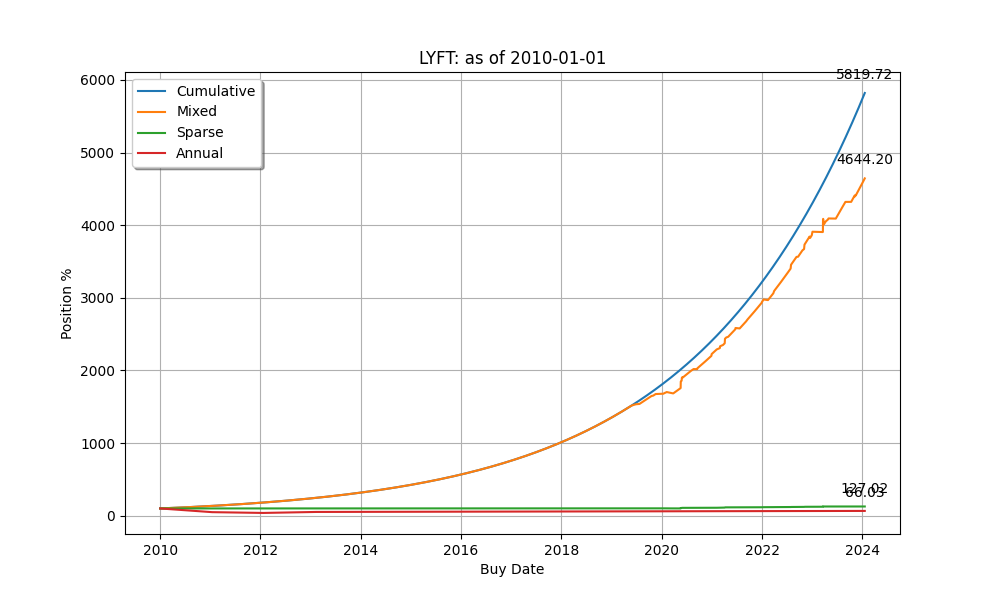 LYFT: as of 2010-01-01
Cumulative
Mixed
Sparse
Annual
5819.72
4644.20
127.02
66.03
6000
5000
4000
3000
2000
1000
0
Position %
2010 2012 2014 2016 2018 2020 2022 2024
Buy Date